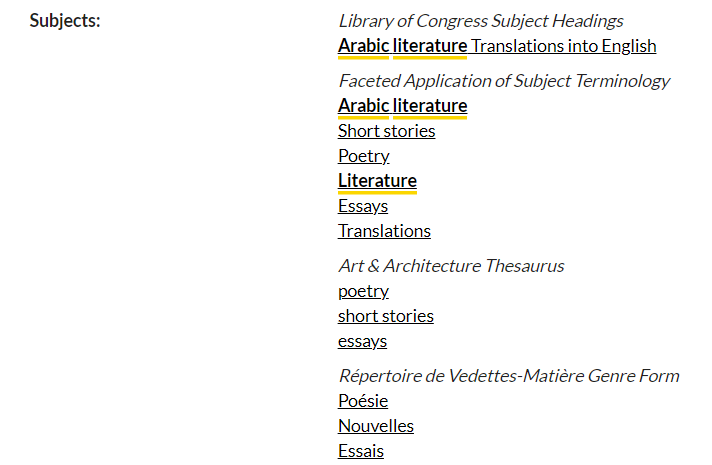 Subjects:
Library of Congress Subject Headings
Arabic literature Translations into English
Faceted Application of Subject Terminology
Arabic literature
Short stories
Poetry
Literature
Essays
Translations
Art & Architecture Thesaurus
poetry
short stories
essays
Répertoire de Vedettes-Matière Genre Form
Poésie
Nouvelles
Essais